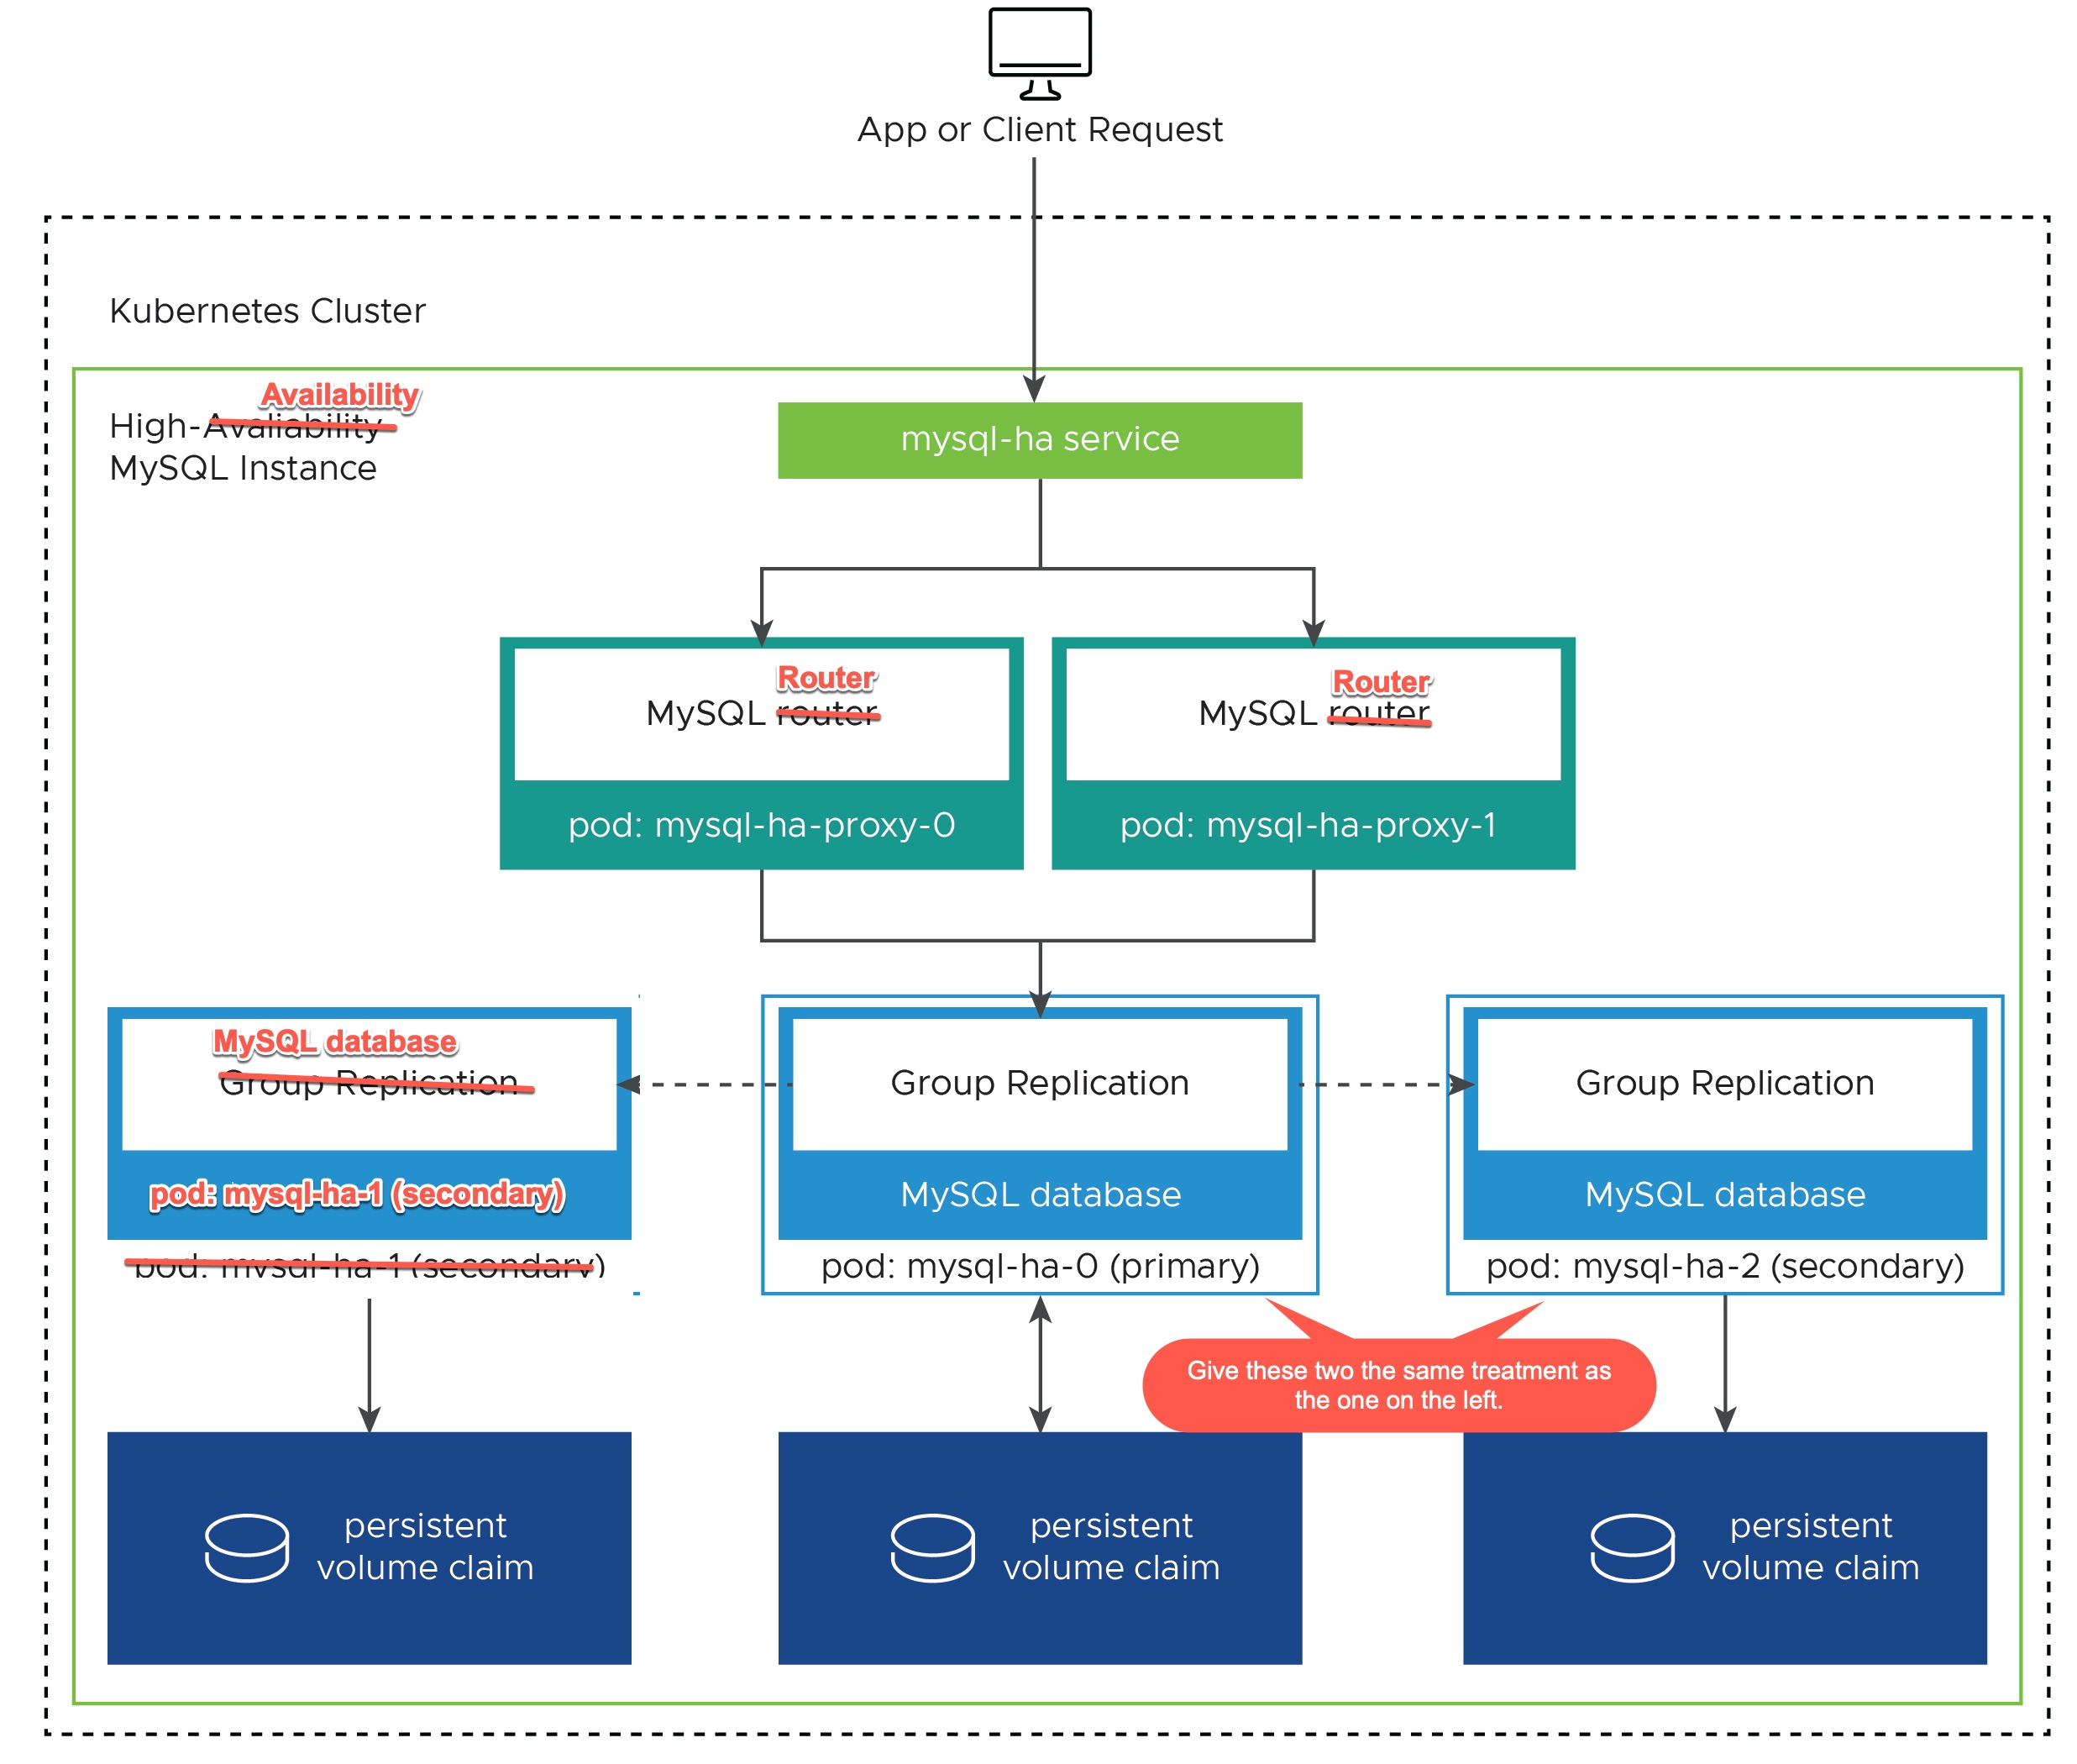 App or Client Request
Kubernetes Cluster
Availability
High-Avaliability
MySQL Instance
mysql-ha service
Router
MySQL router
pod: mysql-ha-proxy-0
Router
MySQL router
pod: mysql-ha-proxy-1
MySQL database
Group Replication
pod: mysql-ha-1 (secondary)
pod: mysql-ha-1 (secondary)
Group Replication
MySQL database
pod: mysql-ha-0 (primary)
Group Replication
MySQL database
pod: mysql-ha-2 (secondary)
Give these two the same treatment as
the one on the left.
persistent
volume claim
persistent
volume claim
persistent
volume claim